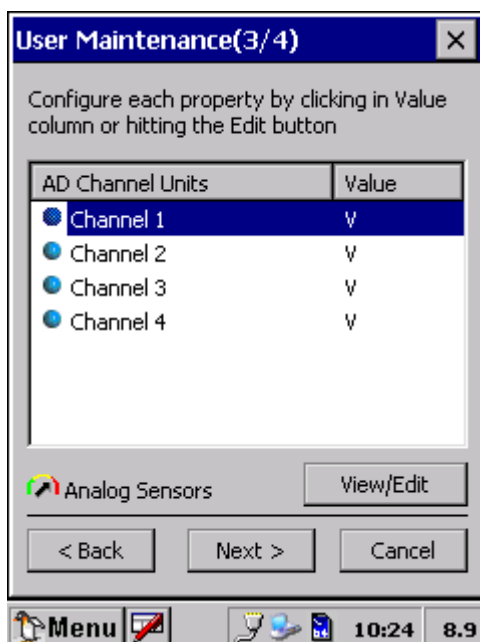 User Maintenance(3/4)
Configure each property by clicking in Value
column or hitting the Edit button
AD Channel Units Value
Channel 1 V
Channel 2 V
Channel 3 V
Channel 4 V
Analog Sensors View/Edit
< Back Next > Cancel
Menu 10:24 8.9